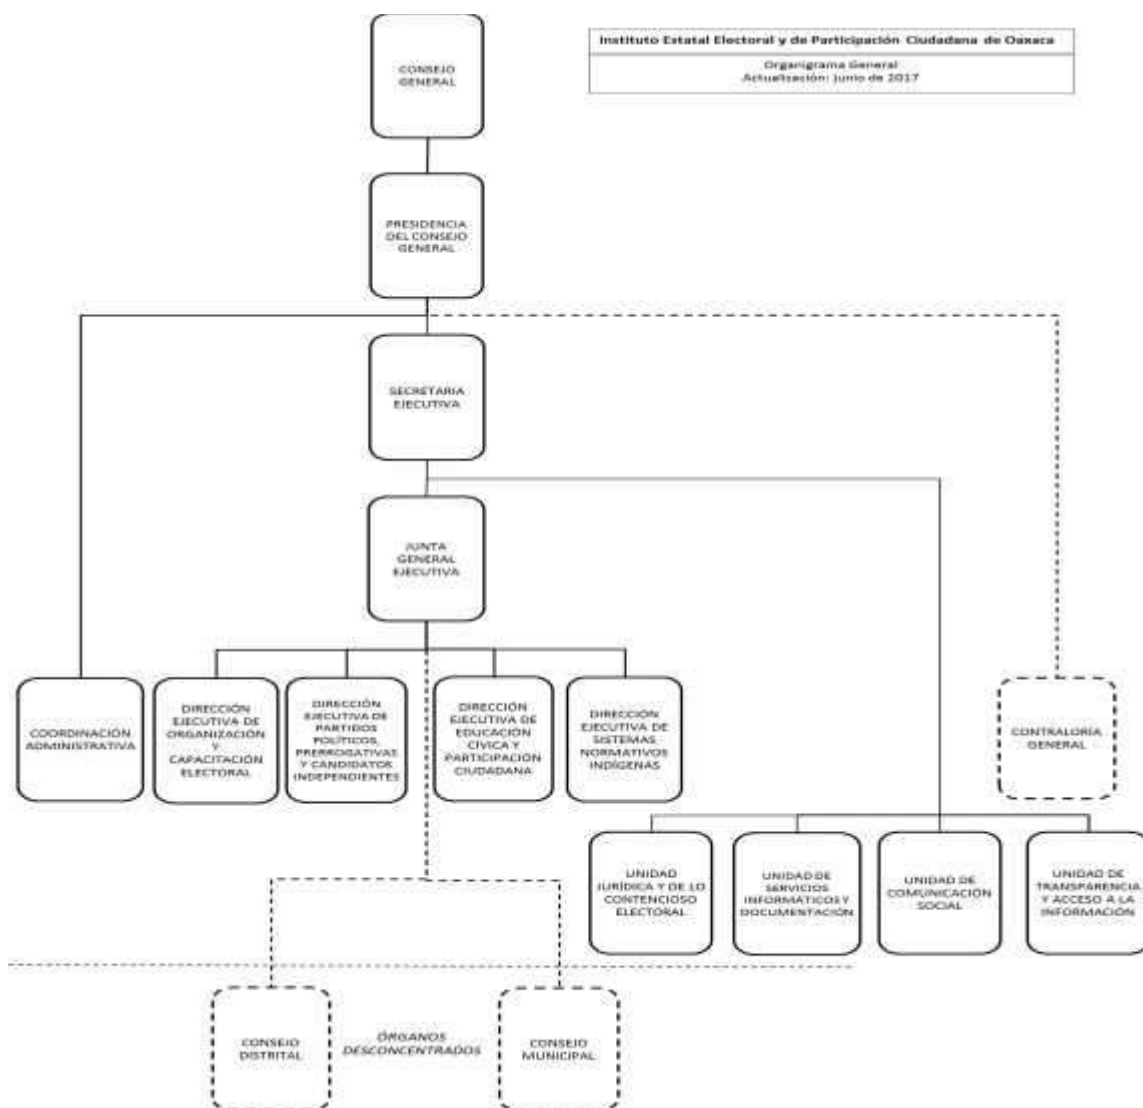 Instituto Estatal Electoral y de Participación Ciudadana de Oaxaca
Organigrama General
Actualización: junio de 2017
CONSEJO
GENERAL
PRESIDENCIA
DEL CONSEJO
GENERAL
SECRETARIA
EJECUTIVA
JUNTA
GENERAL
EJECUTIVA
COORDINACIÓN
ADMINISTRATIVA
DIRECCIÓN
EJECUTIVA DE
ORGANIZACIÓN
Y
CAPACITACIÓN
ELECTORAL
DIRECCIÓN
EJECUTIVA DE
PARTIDOS
POLÍTICOS,
PRERROGATIVAS
Y CANDIDATOS
INDEPENDIENTES
DIRECCIÓN
EJECUTIVA DE
EDUCACIÓN
CÍVICA Y
PARTICIPACIÓN
CIUDADANA
DIRECCIÓN
EJECUTIVA DE
SISTEMAS
NORMATIVOS
INDÍGENAS
CONTRALORÍA
GENERAL
UNIDAD
JURÍDICA Y DE LO
CONTENCIOSO
ELECTORAL
UNIDAD DE
SERVICIOS
INFORMÁTICOS Y
DOCUMENTACIÓN
UNIDAD DE
COMUNICACIÓN
SOCIAL
UNIDAD DE
TRANSPARENCIA
Y ACCESO A LA
INFORMACIÓN
CONSEJO
DISTRITAL
ÓRGANOS
DESCONCENTRADOS
CONSEJO
MUNICIPAL